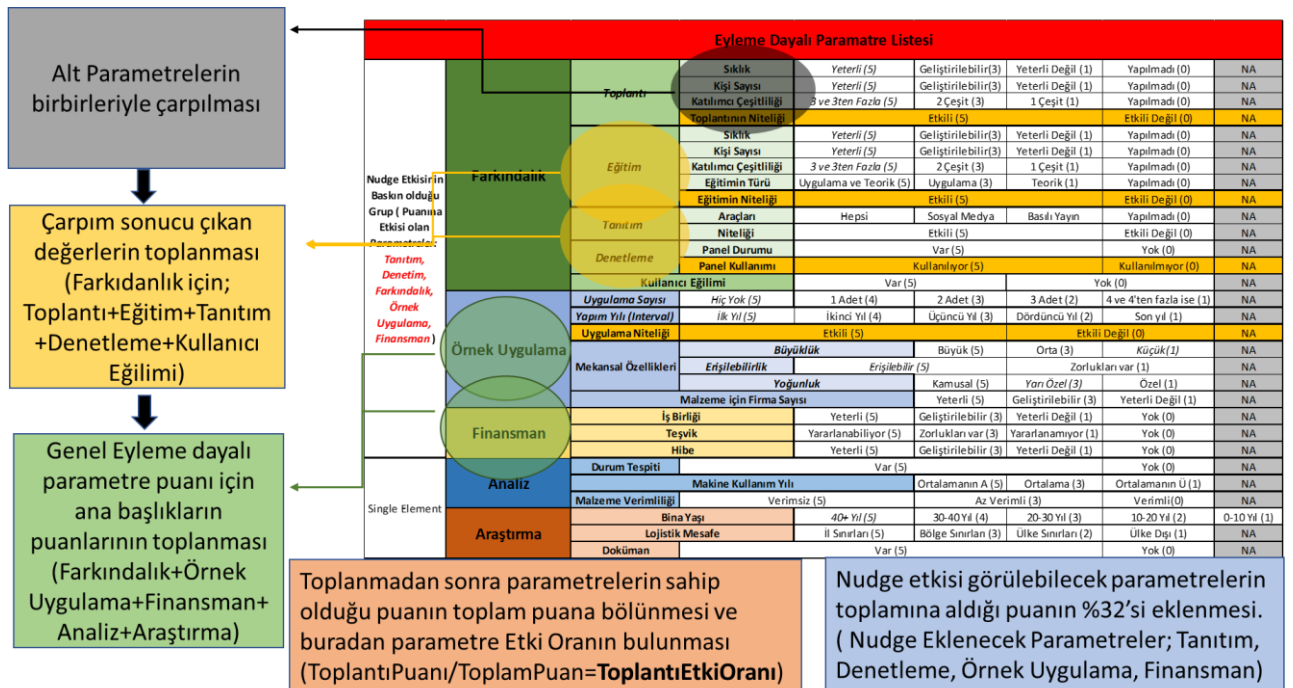 Alt Parametrelerin
birbirleriyle çarpılması
Çarpım sonucu çıkan
değerlerin toplanması
(Farkıdanlık için;
Toplantı+Eğitim+Tanıtım
+Denetleme+Kullanıcı
Eğilimi)
Genel Eyleme dayalı
parametre puanı için
ana başlıkların
puanlarının toplanması
(Farkındalık+Örnek
Uygulama+Finansman+
Analiz+Araştırma)
Eyleme Dayalı Paramatre Listesi
Nudge Etkisinin
Baskın olduğu
Grup ( Puanına
Etkisi olan
Parametreler:
Tanıtım,
Denetim,
Farkındalık,
Örnek
Uygulama,
Finansman )
Farkındalık
Toplantı
Sıklık Yeterli (5) Geliştirilebilir(3) Yeterli Değil (1) Yapılmadı (0) NA
Kişi Sayısı Yeterli (5) Geliştirilebilir(3) Yeterli Değil (1) Yapılmadı (0) NA
Katılımcı Çeşitliliği 3 ve 3ten Fazla (5) 2 Çeşit (3) 1 Çeşit (1) Yapılmadı (0) NA
Toplantının Niteliği Etkili (5) Etkili Değil (0) NA
Eğitim
Sıklık Yeterli (5) Geliştirilebilir(3) Yeterli Değil (1) Yapılmadı (0) NA
Kişi Sayısı Yeterli (5) Geliştirilebilir(3) Yeterli Değil (1) Yapılmadı (0) NA
Katılımcı Çeşitliliği 3 ve 3ten Fazla (5) 2 Çeşit (3) 1 Çeşit (1) Yapılmadı (0) NA
Eğitimin Türü Uygulama ve Teorik (5) Uygulama (3) Teorik (1) Yapılmadı (0) NA
Eğitimin Niteliği Etkili (5) Etkili Değil (0) NA
Tanıtım
Araçları Hepsi Sosyal Medya Basılı Yayın Yapılmadı (0) NA
Niteliği Etkili (5) Etkili Değil (0) NA
Denetleme
Panel Durumu Var (5) Yok (0) NA
Panel Kullanımı Kullanılıyor (5) Kullanılmıyor (0) NA
Kullanıcı Eğilimi Var (5) Yok (0) NA
Örnek Uygulama
Uygulama Sayısı Hiç Yok (5) 1 Adet (4) 2 Adet (3) 3 Adet (2) 4 ve 4'ten fazla ise (1) NA
Yapım Yılı (Interval) İlk Yıl (5) İkinci Yıl (4) Üçüncü Yıl (3) Dördüncü Yıl (2) Son yıl (1) NA
Uygulama Niteliği Etkili (5) Etkili Değil (0) NA
Mekansal Özellikleri
Büyüklük Büyük (5) Orta (3) Küçük(1) NA
Erişilebilirlik Erişilebilir (5) Zorlukları var (1) NA
Yoğunluk Kamusal (5) Yarı Özel (3) Özel (1) NA
Malzeme için Firma Sayısı Yeterli (5) Geliştirilebilir (3) Yeterli Değil (1) NA
Finansman
İş Birliği Yeterli (5) Geliştirilebilir (3) Yeterli Değil (1) Yok (0) NA
Teşvik Yararlanabiliyor (5) Zorlukları var (3) Yararlanamıyor (1) Yok (0) NA
Hibe Yeterli (5) Geliştirilebilir (3) Yeterli Değil (1) Yok (0) NA
Single Element
Analiz
Durum Tespiti Var (5) Yok (0) NA
Makine Kullanım Yılı Ortalamanın A (5) Ortalama (3) Ortalamanın Ü (1) NA
Malzeme Verimliliği Verimsiz (5) Az Verimli (3) Verimli(0) NA
Araştırma
Bina Yaşı 40+ Yıl (5) 30-40 Yıl (4) 20-30 Yıl (3) 10-20 Yıl (2) 0-10 Yıl (1)
Lojistik Mesafe İl Sınırları (5) Bölge Sınırları (3) Ülke Sınırları (2) Ülke Dışı (1) NA
Doküman Var (5) Yok (0) NA
Toplanmadan sonra parametrelerin sahip
olduğu puanın toplam puana bölünmesi ve
buradan parametre Etki Oranın bulunması
(ToplantıPuanı/ToplamPuan=ToplantıEtkiOranı)
Nudge etkisi görülebilecek parametrelerin
toplamına aldığı puanın %32'si eklenmesi.
( Nudge Eklenecek Parametreler; Tanıtım,
Denetleme, Örnek Uygulama, Finansman)